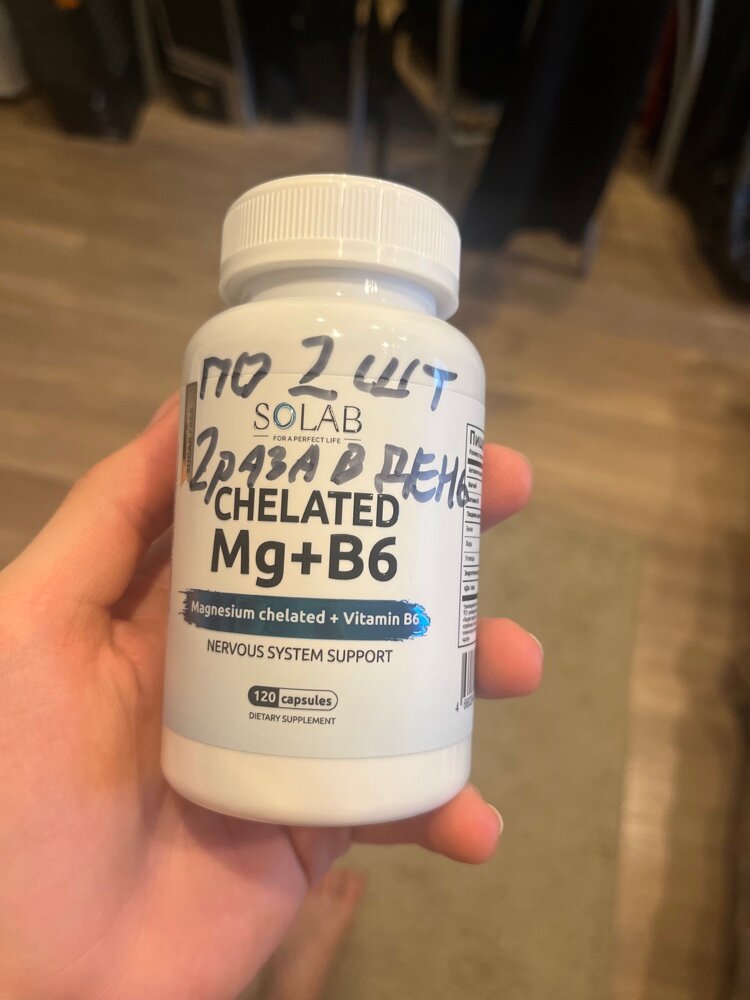 по 2 шт
SOLAB
FOR A PERFECT LIFE
2 раза в день
CHELATED
Mg+B6
Magnesium chelated + Vitamin B6
NERVOUS SYSTEM SUPPORT
120 capsules
DIETARY SUPPLEMENT